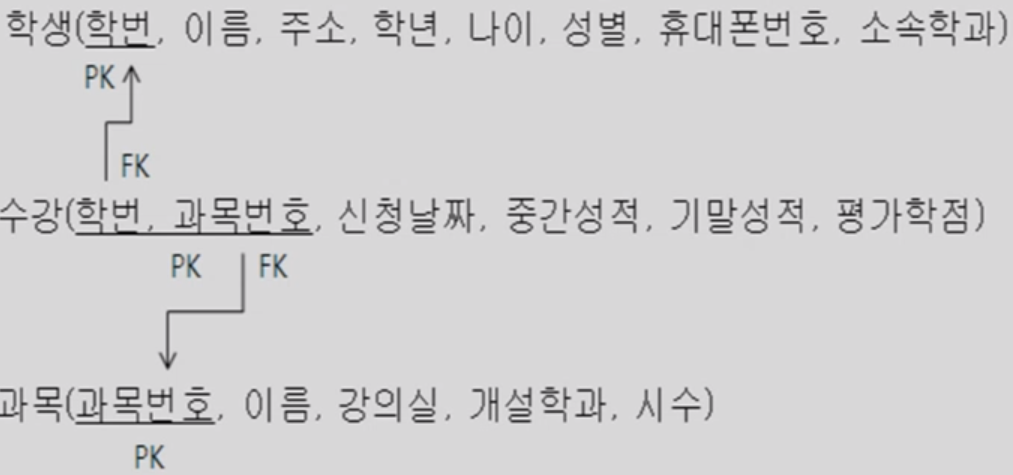 학생(학번, 이름, 주소, 학년, 나이, 성별, 휴대폰번호, 소속학과)
PK
FK
수강(학번, 과목번호, 신청날짜, 중간성적, 기말성적, 평가학점)
PK FK
과목(과목번호, 이름, 강의실, 개설학과, 시수)
PK